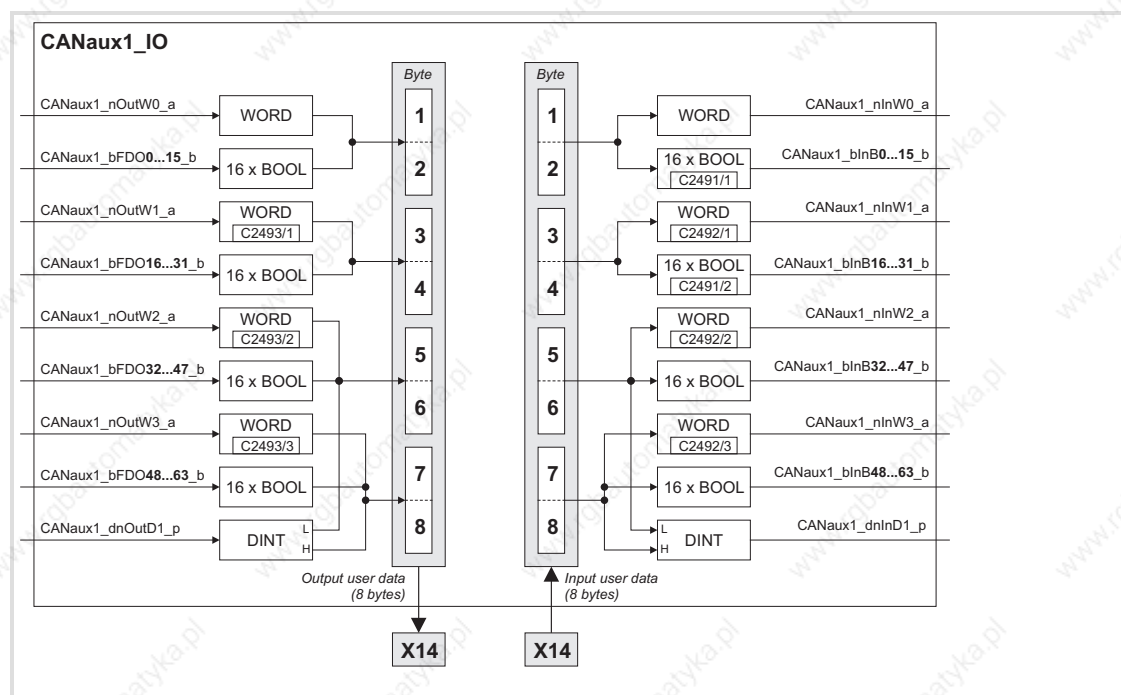 CANaux1_IO
Byte
Byte
CANaux1_nOutW0_a
WORD
1
1
WORD
CANaux1_nInW0_a
CANaux1_bFDO0...15_b
16 x BOOL
2
2
16 x BOOL
C2491/1
CANaux1_bInB0...15_b
CANaux1_nOutW1_a
WORD
C2493/1
3
3
WORD
C2492/1
CANaux1_nInW1_a
CANaux1_bFDO16...31_b
16 x BOOL
4
4
16 x BOOL
C2491/2
CANaux1_bInB16...31_b
CANaux1_nOutW2_a
WORD
C2493/2
5
5
WORD
C2492/2
CANaux1_nInW2_a
CANaux1_bFDO32...47_b
16 x BOOL
6
6
16 x BOOL
CANaux1_bInB32...47_b
CANaux1_nOutW3_a
WORD
C2493/3
7
7
WORD
C2492/3
CANaux1_nInW3_a
CANaux1_bFDO48...63_b
16 x BOOL
16 x BOOL
CANaux1_bInB48...63_b
CANaux1_dnOutD1_p
DINT
L
H
8
8
L
H
DINT
CANaux1_dnInD1_p
Output user data
(8 bytes)
Input user data
(8 bytes)
X14
X14
www.rgbautomatyka.pl